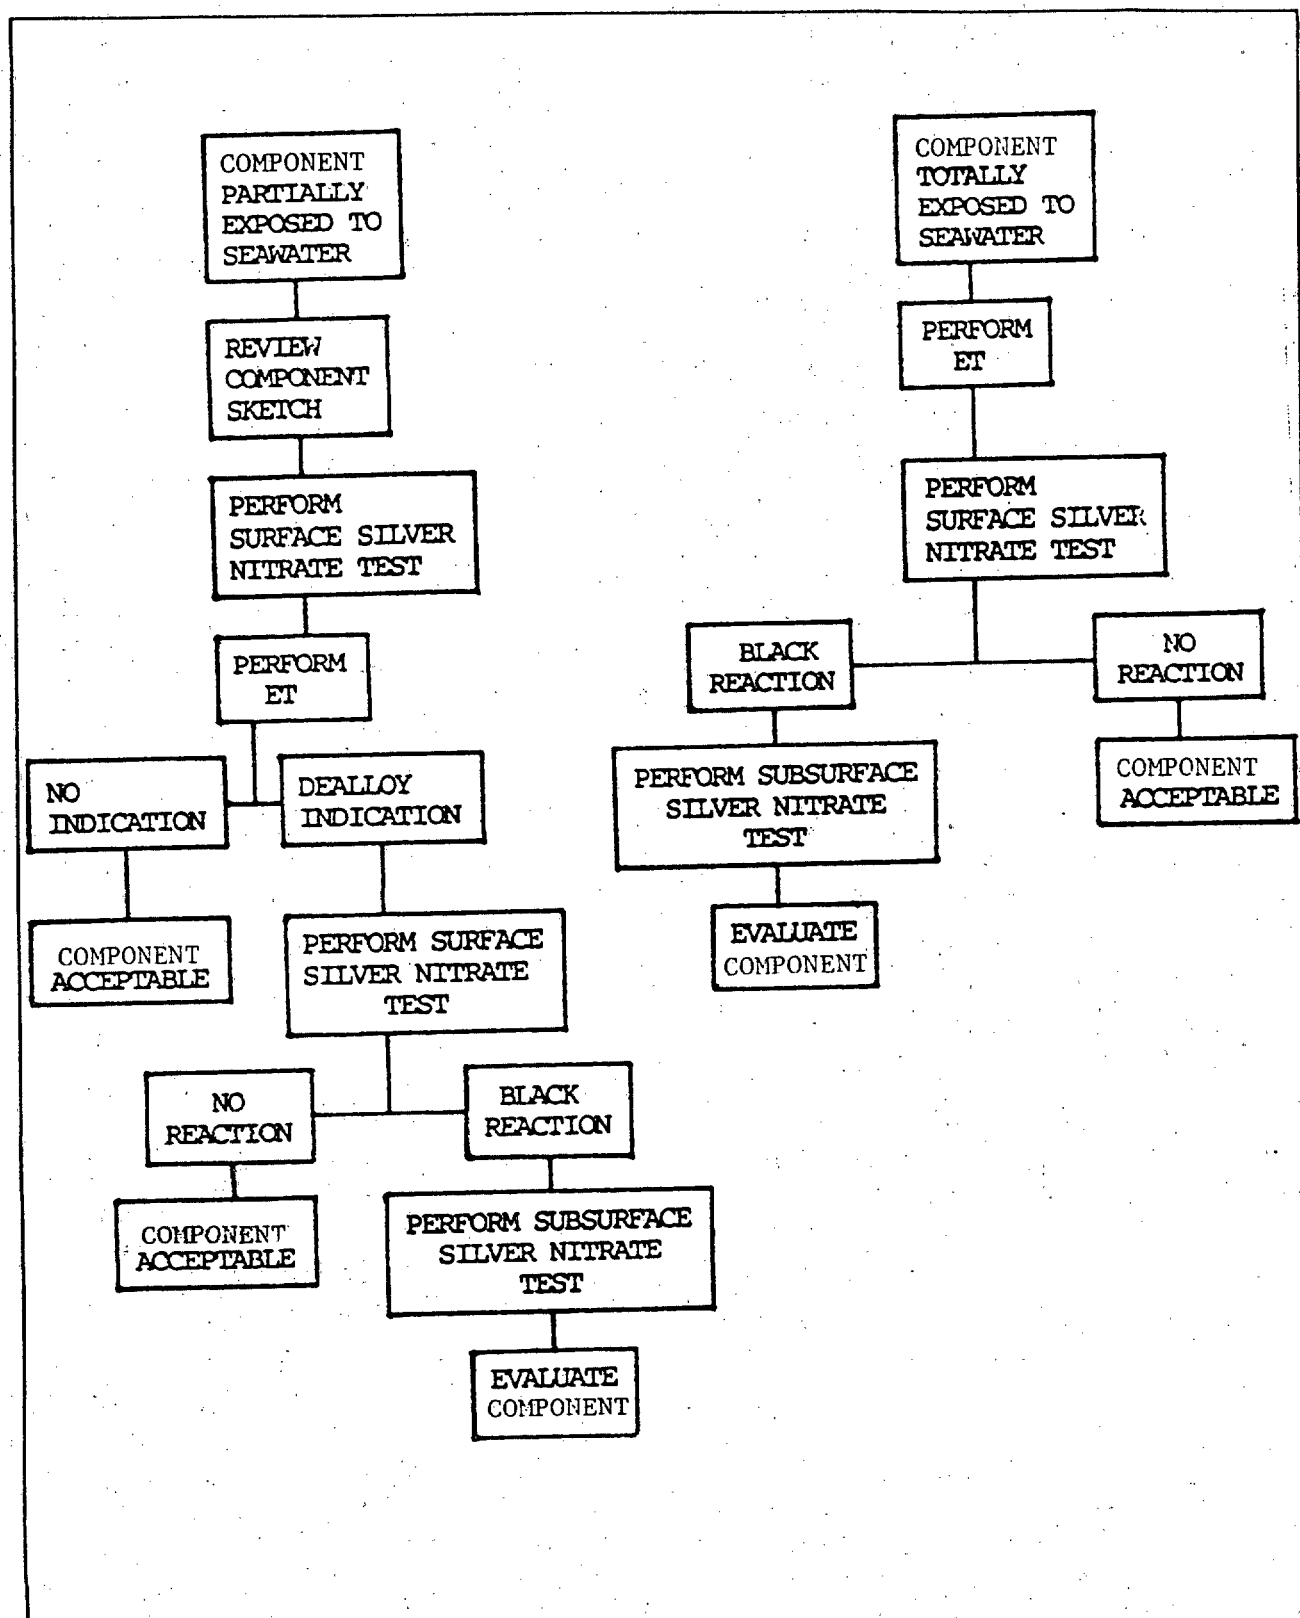 COMPONENT
PARTIALLY
EXPOSED TO
SEAWATER
REVIEW
COMPONENT
SKETCH
PERFORM
SURFACE SILVER
NITRATE TEST
PERFORM
ET
NO
INDICATION
DEALLOY
INDICATION
COMPONENT
ACCEPTABLE
PERFORM SURFACE
SILVER NITRATE
TEST
NO
REACTION
BLACK
REACTION
COMPONENT
ACCEPTABLE
PERFORM SUBSURFACE
SILVER NITRATE
TEST
EVALUATE
COMPONENT
COMPONENT
TOTALLY
EXPOSED TO
SEAWATER
PERFORM
ET
PERFORM
SURFACE SILVER
NITRATE TEST
BLACK
REACTION
NO
REACTION
PERFORM SUBSURFACE
SILVER NITRATE
TEST
COMPONENT
ACCEPTABLE
EVALUATE
COMPONENT